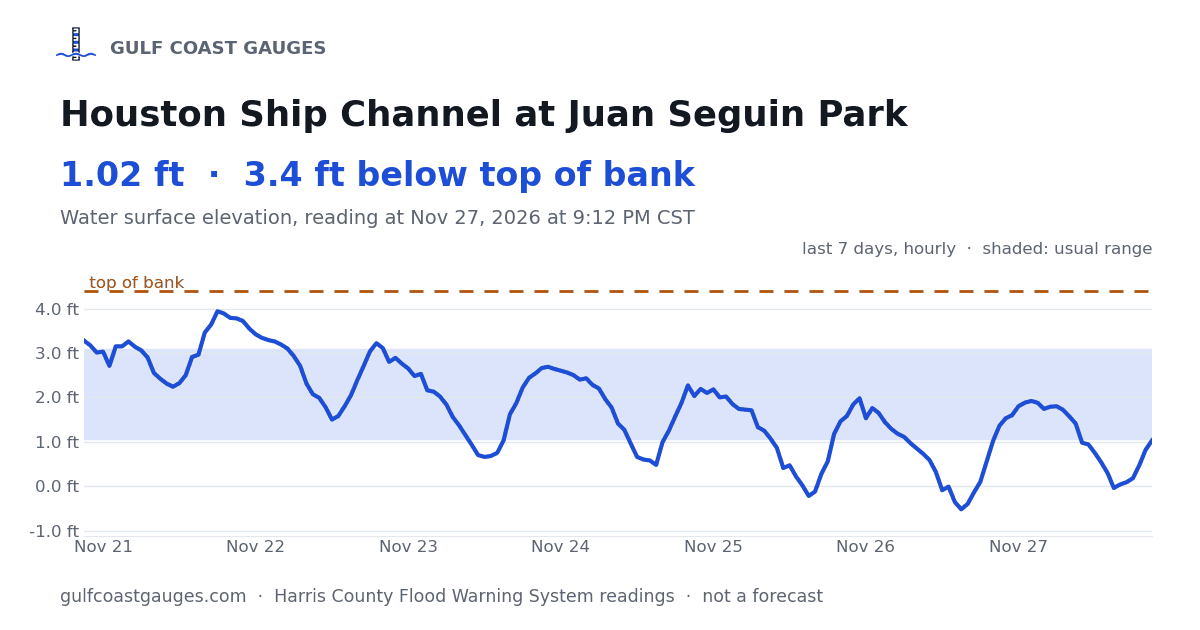 GULF COAST GAUGES
Houston Ship Channel at Juan Seguin Park
1.02 ft · 3.4 ft below top of bank
Water surface elevation, reading at Nov 27, 2026 at 9:12 PM CST
last 7 days, hourly · shaded: usual range
top of bank
4.0 ft
3.0 ft
2.0 ft
1.0 ft
0.0 ft
-1.0 ft
Nov 21 Nov 22 Nov 23 Nov 24 Nov 25 Nov 26 Nov 27
gulfcoastgauges.com · Harris County Flood Warning System readings · not a forecast